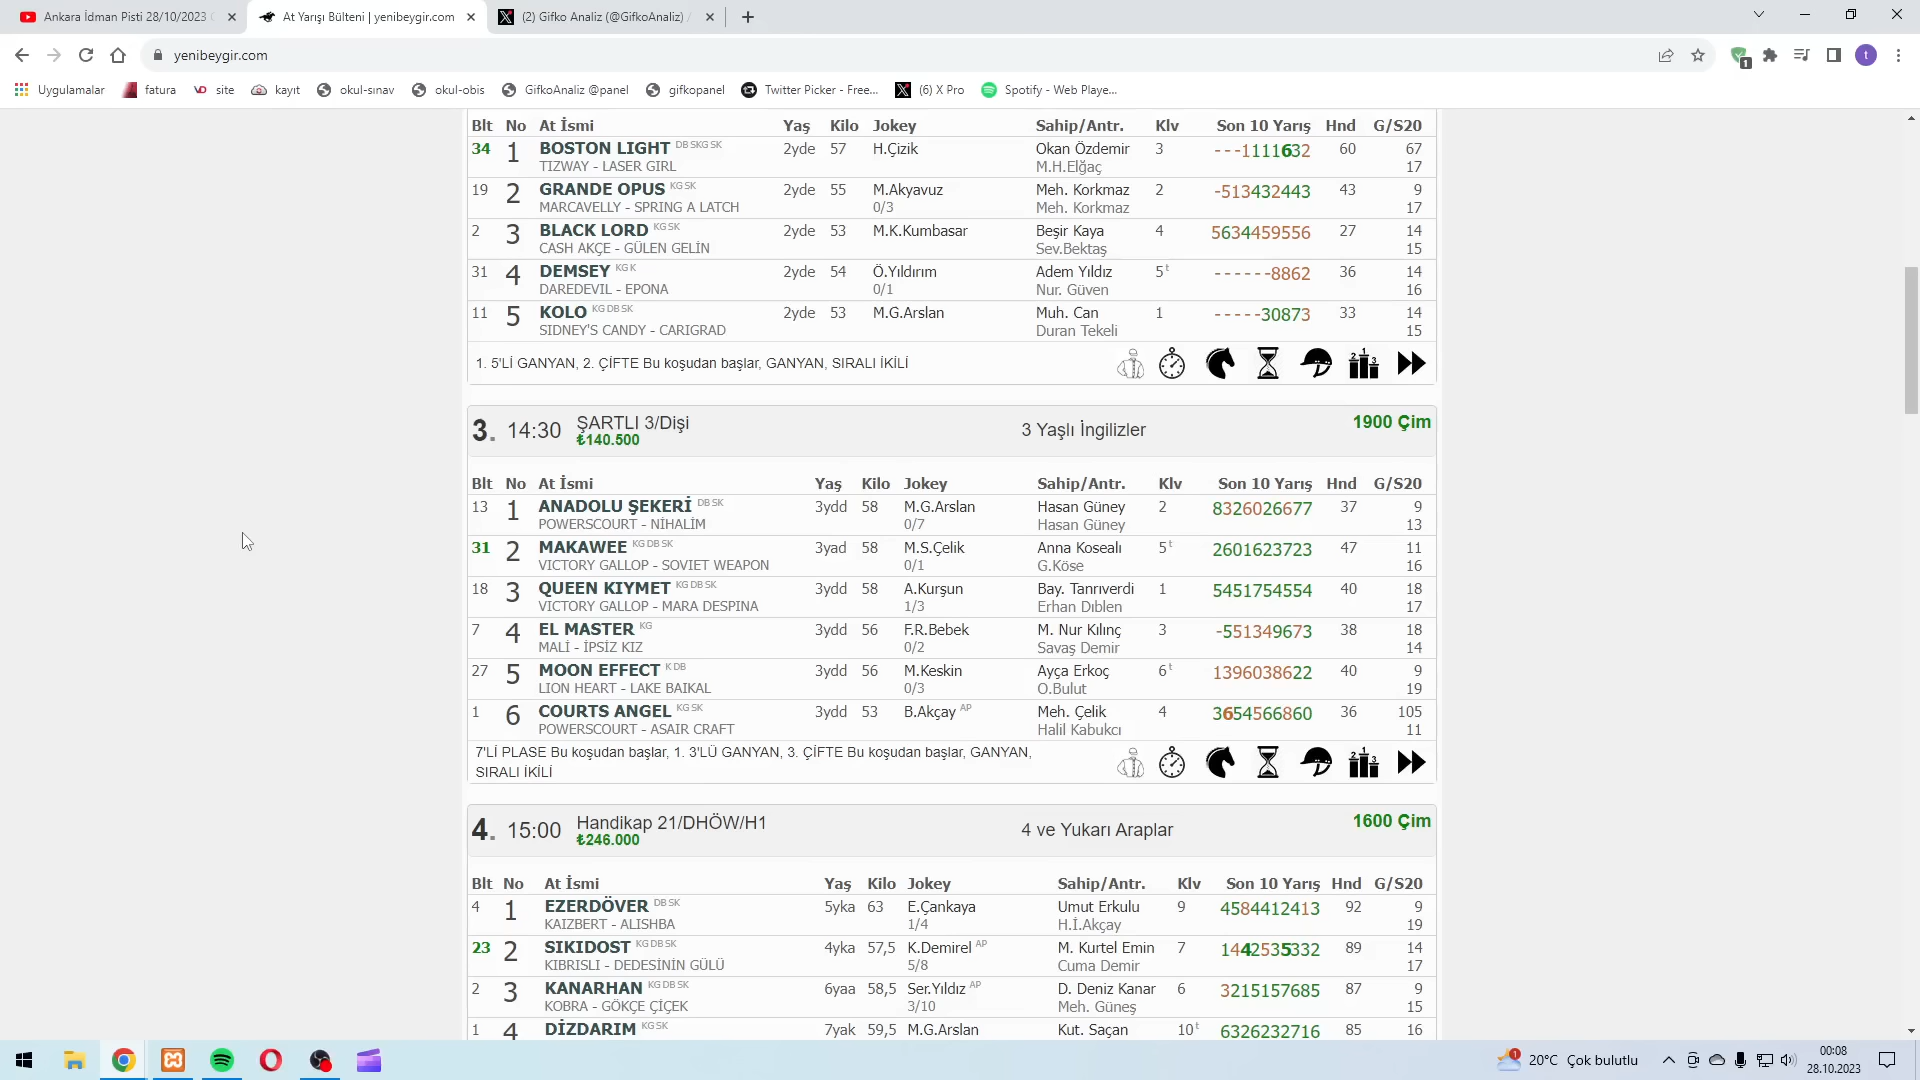 Ankara İdman Pisti 28/10/2023
At Yarışı Bülteni | yenibeygir.com
(2) Gifko Analiz (@GifkoAnaliz) /
yenibeygir.com
1
t
Uygulamalar fatura site kayıt okul-sınav okul-obis GifkoAnaliz @panel gifkopanel Twitter Picker - Free... (6) X Pro Spotify - Web Playe...
Blt No At İsmi Yaş Kilo Jokey Sahip/Antr. Klv Son 10 Yarış Hnd G/S20
34 1 BOSTON LIGHT DB SKG SK 2yde 57 H.Çizik Okan Özdemir 3 ---1111632 60 67
TIZWAY - LASER GIRL M.H.Elğaç 17
19 2 GRANDE OPUS KG SK 2yde 55 M.Akyavuz Meh. Korkmaz 2 -513432443 43 9
MARCAVELLY - SPRING A LATCH 0/3 Meh. Korkmaz 17
2 3 BLACK LORD KG SK 2yde 53 M.K.Kumbasar Beşir Kaya 4 5634459556 27 14
CASH AKÇE - GÜLEN GELİN Sev.Bektaş 15
31 4 DEMSEY KG K 2yde 54 Ö.Yıldırım Adem Yıldız 5 t ------8862 36 14
DAREDEVIL - EPONA 0/1 Nur. Güven 16
11 5 KOLO KG DB SK 2yde 53 M.G.Arslan Muh. Can 1 -----30873 33 14
SIDNEY'S CANDY - CARIGRAD Duran Tekeli 15
1. 5'Lİ GANYAN, 2. ÇİFTE Bu koşudan başlar, GANYAN, SIRALI İKİLİ
3. 14:30 ŞARTLI 3/Dişi 3 Yaşlı İngilizler 1900 Çim
₺140.500
Blt No At İsmi Yaş Kilo Jokey Sahip/Antr. Klv Son 10 Yarış Hnd G/S20
13 1 ANADOLU ŞEKERİ DB SK 3ydd 58 M.G.Arslan Hasan Güney 2 8326026677 37 9
POWERSCOURT - NİHALİM 0/7 Hasan Güney 13
31 2 MAKAWEE KG DB SK 3yad 58 M.S.Çelik Anna Kosealı 5 t 2601623723 47 11
VICTORY GALLOP - SOVIET WEAPON 0/1 G.Köse 16
18 3 QUEEN KIYMET KG DB SK 3ydd 58 A.Kurşun Bay. Tanrıverdi 1 5451754554 40 18
VICTORY GALLOP - MARA DESPINA 1/3 Erhan Dıblen 17
7 4 EL MASTER KG 3ydd 56 F.R.Bebek M. Nur Kılınç 3 -551349673 38 18
MALİ - İPSİZ KIZ 0/2 Savaş Demir 14
27 5 MOON EFFECT K DB 3ydd 56 M.Keskin Ayça Erkoç 6 t 1396038622 40 9
LION HEART - LAKE BAIKAL 0/3 O.Bulut 19
1 6 COURTS ANGEL KG SK 3ydd 53 B.Akçay AP Meh. Çelik 4 3654566860 36 105
POWERSCOURT - ASAIR CRAFT Halil Kabukcı 11
7'Lİ PLASE Bu koşudan başlar, 1. 3'LÜ GANYAN, 3. ÇİFTE Bu koşudan başlar, GANYAN,
SIRALI İKİLİ
4. 15:00 Handikap 21/DHÖW/H1 4 ve Yukarı Araplar 1600 Çim
₺246.000
Blt No At İsmi Yaş Kilo Jokey Sahip/Antr. Klv Son 10 Yarış Hnd G/S20
4 1 EZERDÖVER DB SK 5yka 63 E.Çankaya Umut Erkulu 9 4584412413 92 9
KAIZBERT - ALISHBA 1/4 H.İ.Akçay 19
23 2 SIKIDOST KG DB SK 4yka 57,5 K.Demirel AP M. Kurtel Emin 7 1442535332 89 14
KIBRISLI - DEDESİNİN GÜLÜ 5/8 Cuma Demir 17
2 3 KANARHAN KG DB SK 6yaa 58,5 Ser.Yıldız AP D. Deniz Kanar 6 3215157685 87 9
KOBRA - GÖKÇE ÇİÇEK 3/10 Meh. Güneş 15
1 4 DİZDARIM KG SK 7yak 59,5 M.G.Arslan Kut. Saçan 10 t 6326232716 85 16
1 20°C Çok bulutlu 00:08
28.10.2023